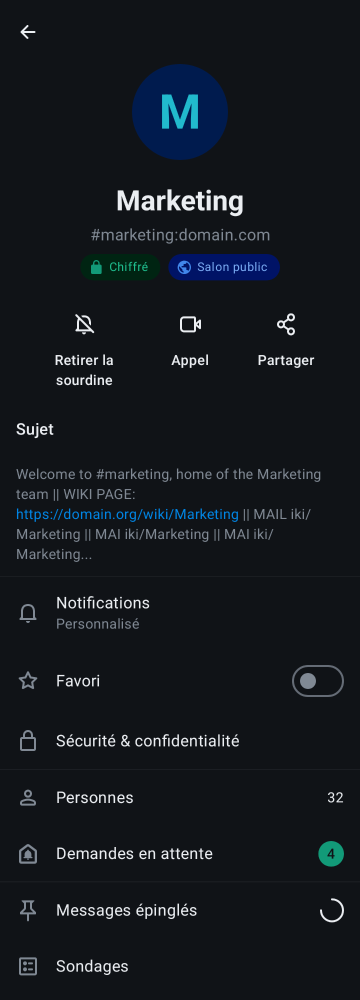 M
Marketing
#marketing:domain.com
Chiffré
Salon public
Retirer la
sourdine
Appel
Partager
Sujet
Welcome to #marketing, home of the Marketing
team || WIKI PAGE:
https://domain.org/wiki/Marketing || MAIL iki/
Marketing || MAI iki/Marketing || MAI iki/
Marketing...
Notifications
Personnalisé
Favori
Sécurité & confidentialité
Personnes 32
Demandes en attente 4
Messages épinglés
Sondages